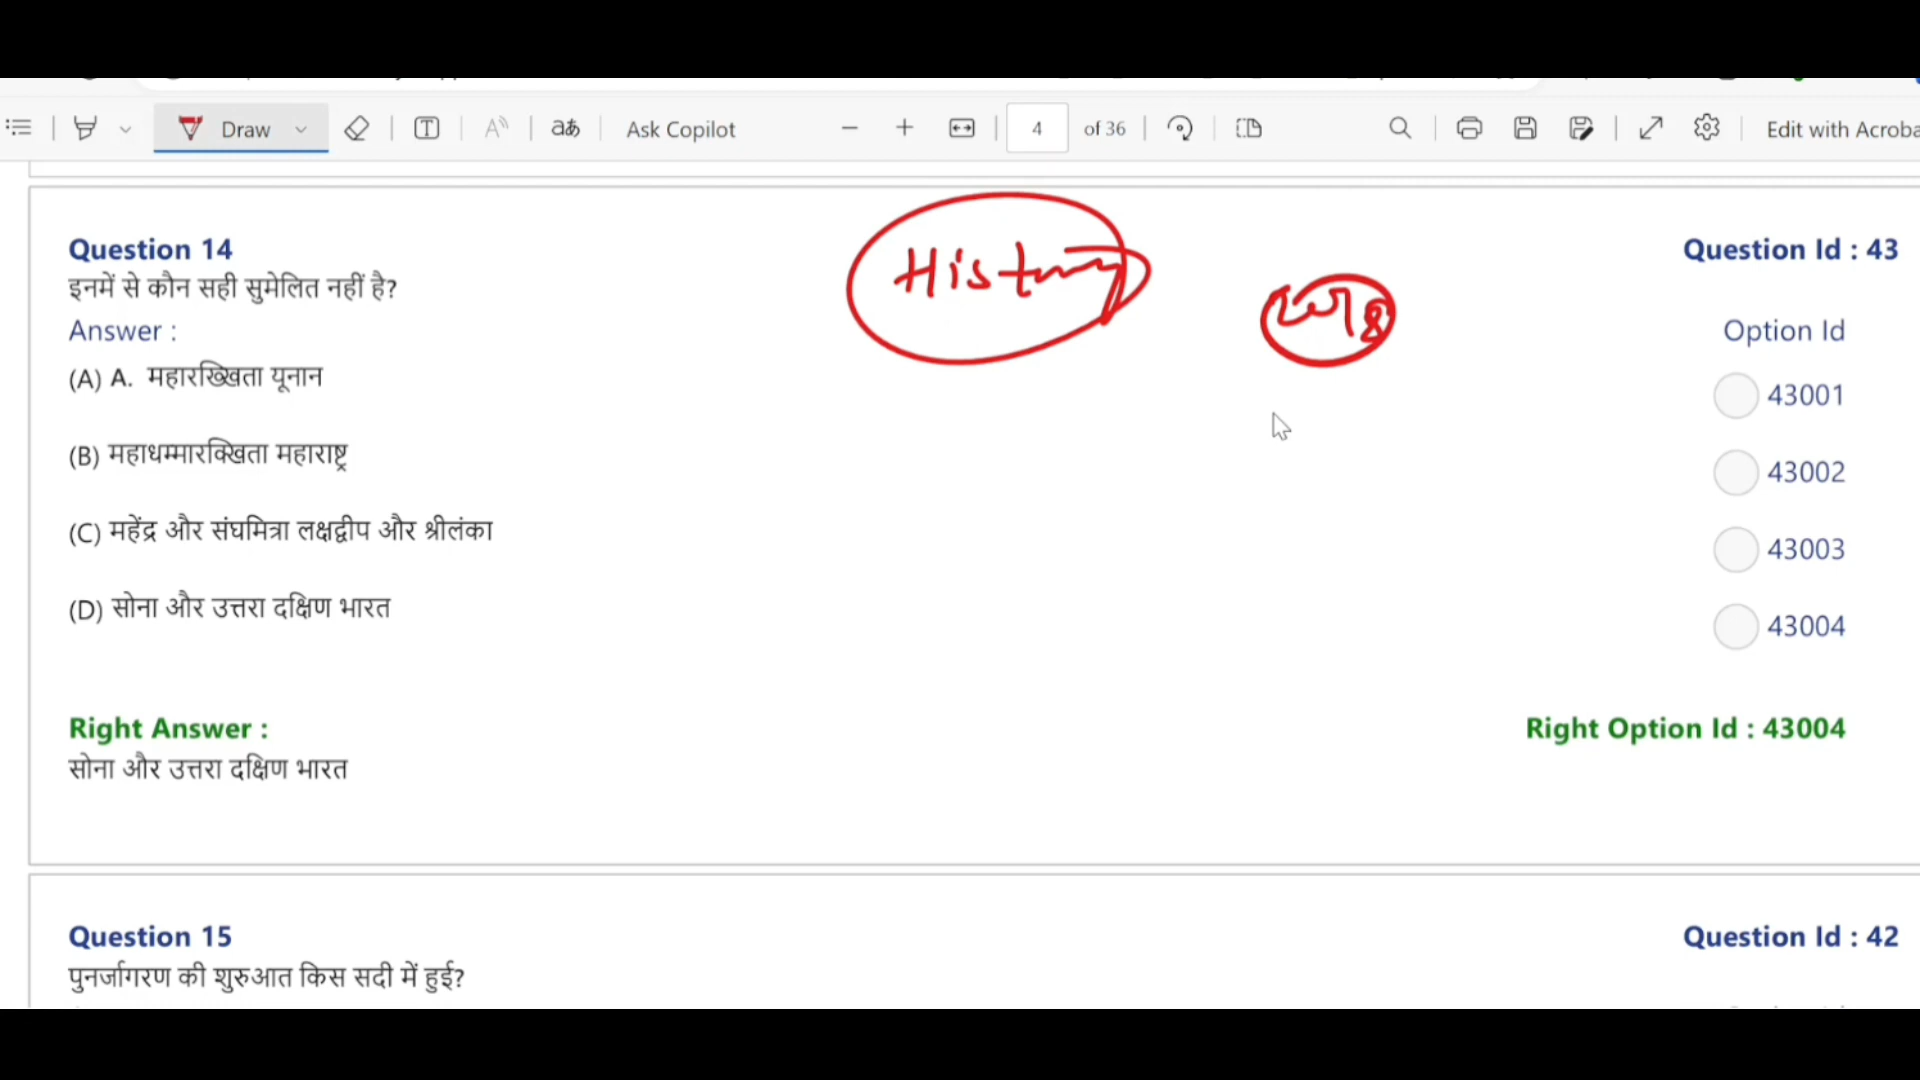 Draw aあ Ask Copilot 4 of 36 Edit with Acroba
Question 14 Question Id : 43
इनमें से कौन सही सुमेलित नहीं है?
History
Answer : Option Id
(A) A. महारख्खिता यूनान 43001
(B) महाधम्मारक्खिता महाराष्ट्र 43002
(C) महेंद्र और संघमित्रा लक्षद्वीप और श्रीलंका 43003
(D) सोना और उत्तरा दक्षिण भारत 43004
Right Answer : Right Option Id : 43004
सोना और उत्तरा दक्षिण भारत
Question 15 Question Id : 42
पुनर्जागरण की शुरुआत किस सदी में हुई?